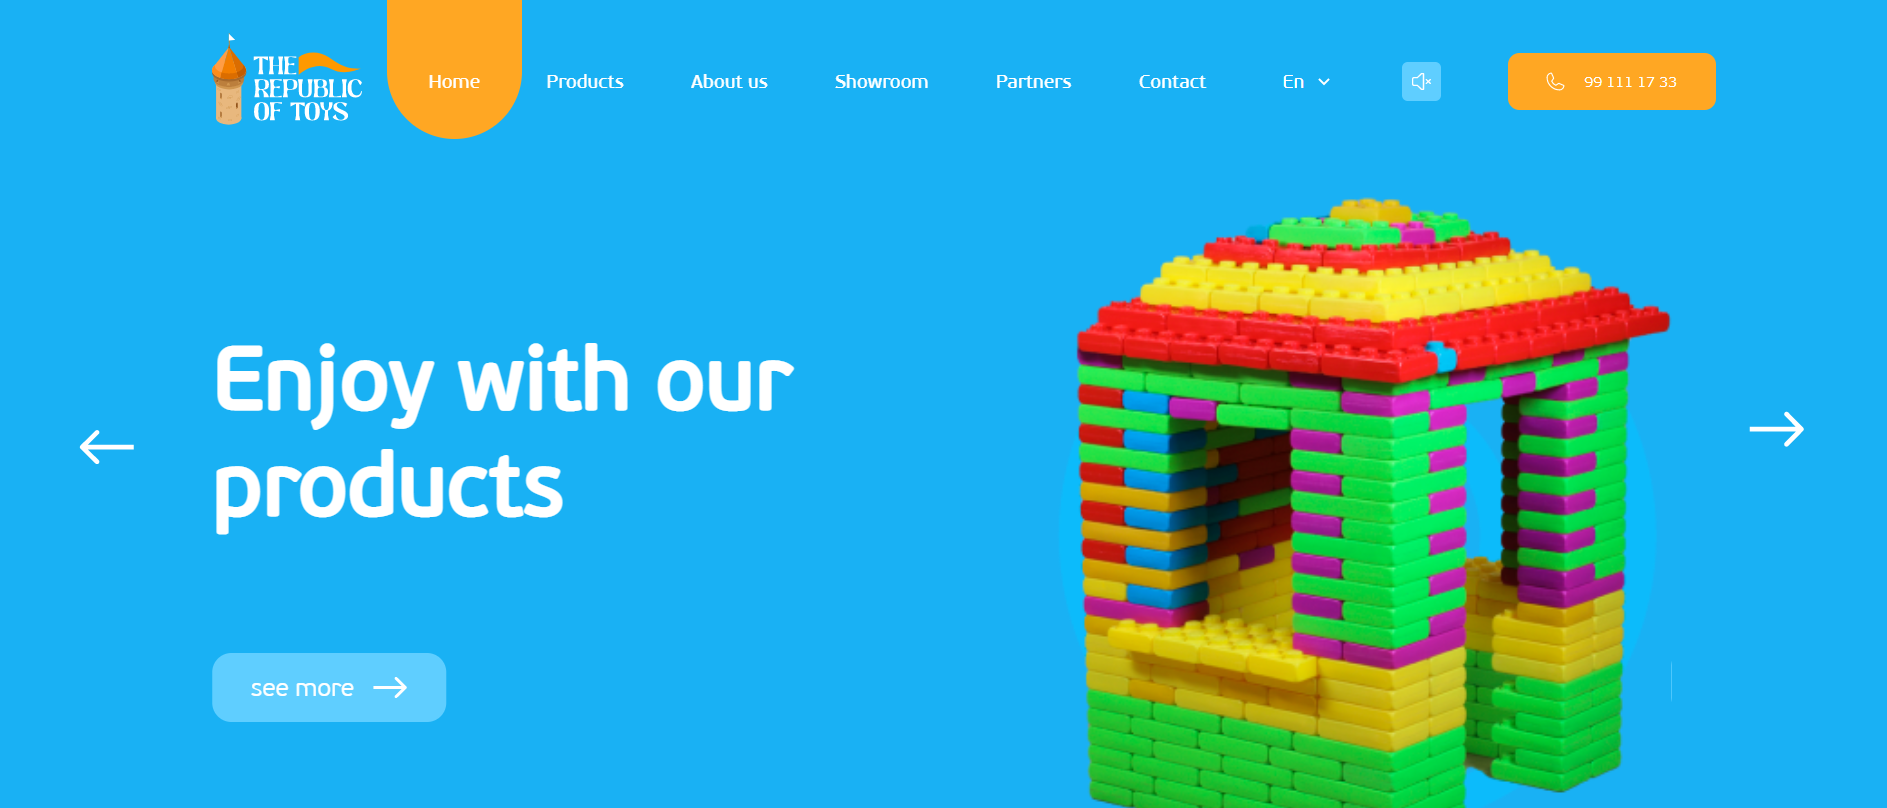 THE
REPUBLIC
OF TOYS
Home
Products
About us
Showroom
Partners
Contact
En
99 111 17 33
Enjoy with our
products
see more